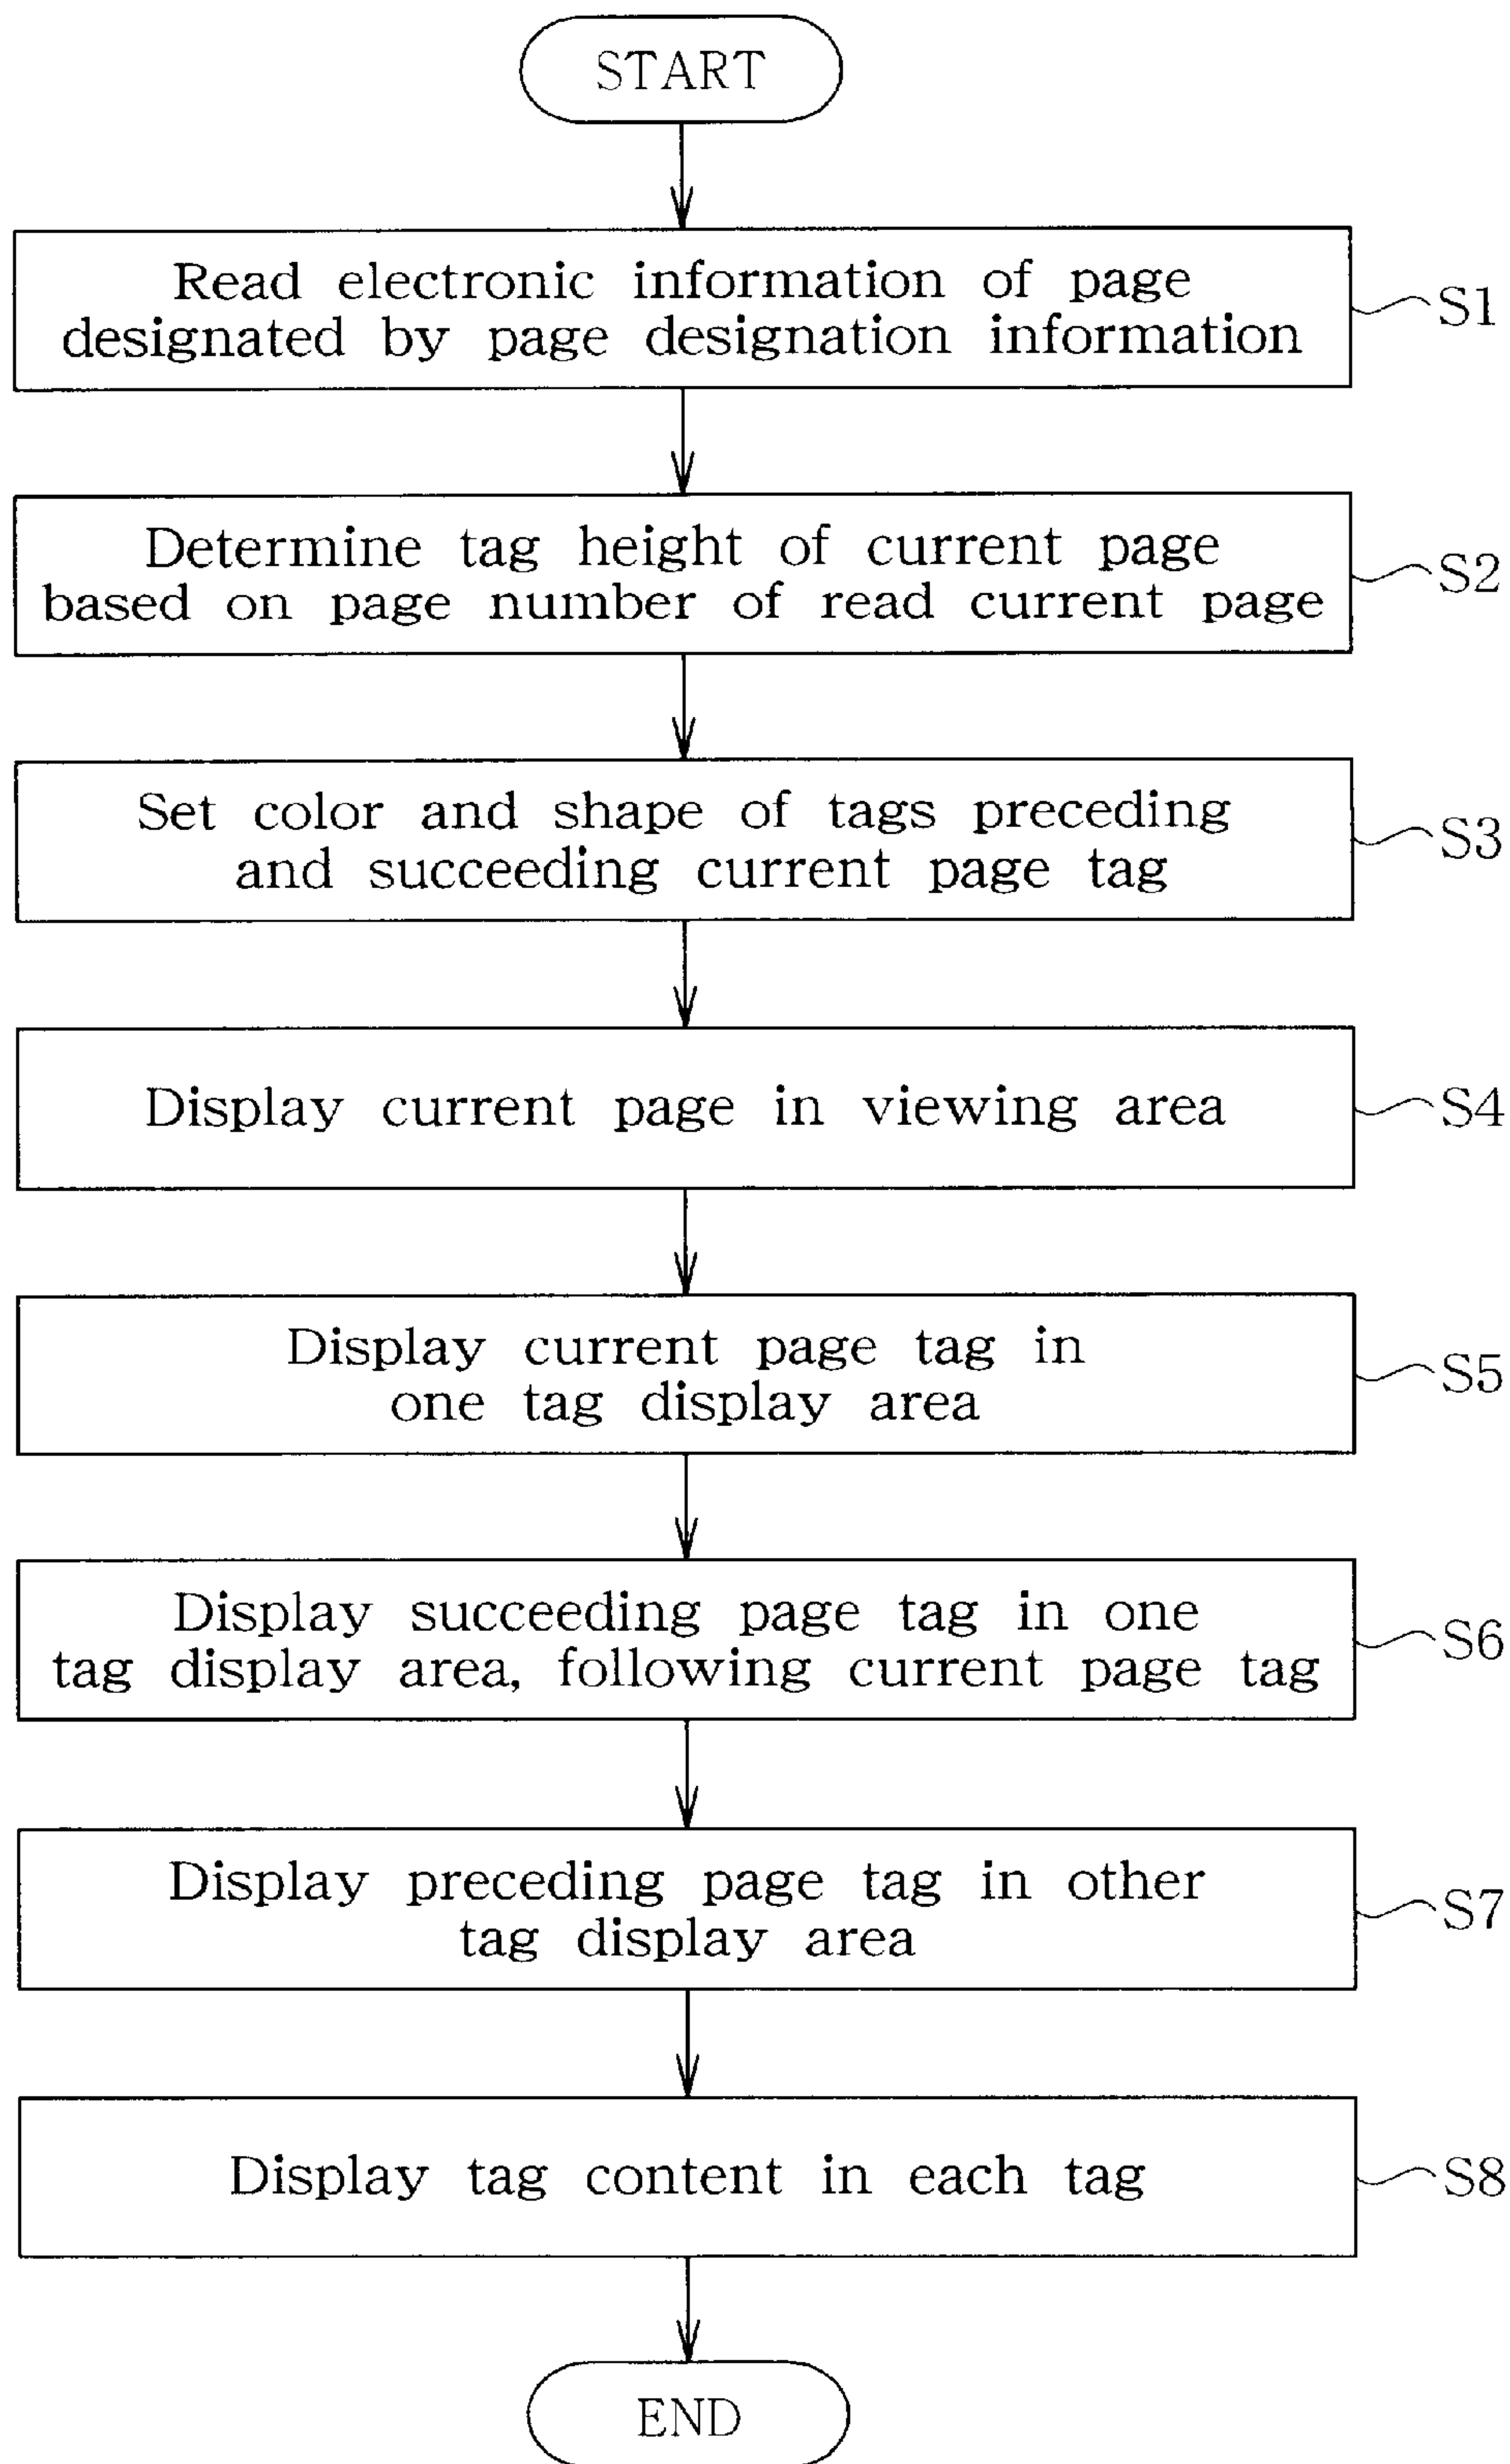 START
Read electronic information of page
designated by page designation information
S1
Determine tag height of current page
based on page number of read current page
S2
Set color and shape of tags preceding
and succeeding current page tag
S3
Display current page in viewing area
S4
Display current page tag in
one tag display area
S5
Display succeeding page tag in one
tag display area, following current page tag
S6
Display preceding page tag in other
tag display area
S7
Display tag content in each tag
S8
END